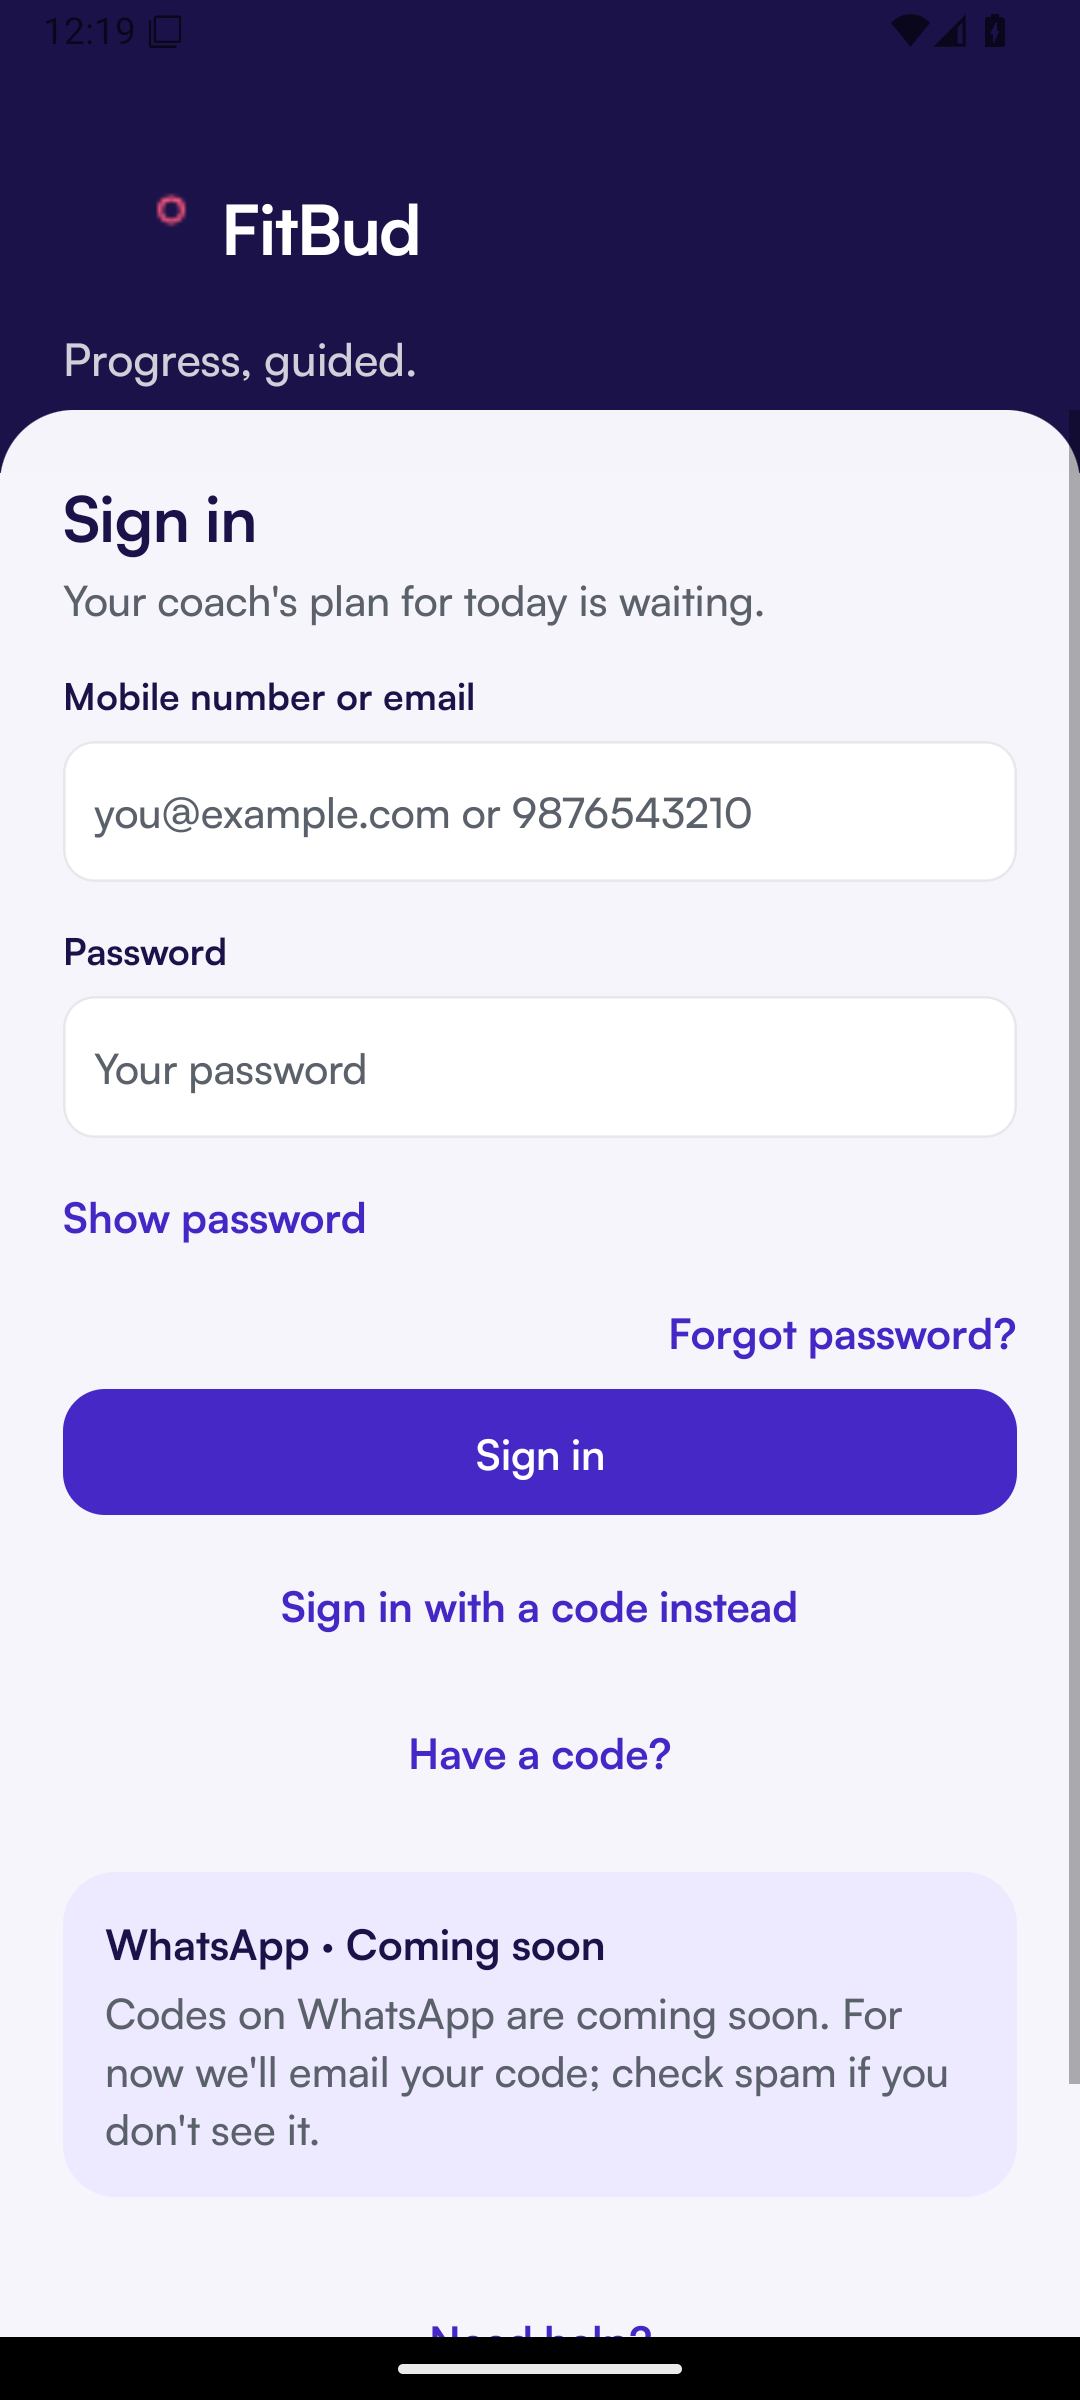 12:19
FitBud
Progress, guided.
Sign in
Your coach's plan for today is waiting.
Mobile number or email
you@example.com or 9876543210
Password
Your password
Show password
Forgot password?
Sign in
Sign in with a code instead
Have a code?
WhatsApp · Coming soon
Codes on WhatsApp are coming soon. For
now we'll email your code; check spam if you
don't see it.
Need help?